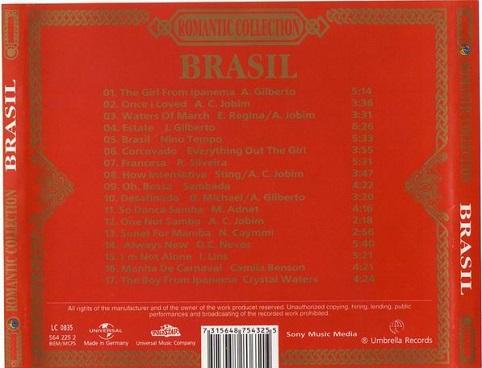 ROMANTIC COLLECTION
BRASIL
01. The Girl From Ipanema A. Gilberto 5:14
02. Once i Loved A. C. Jobim 3:36
03. Waters Of March E. Regina/A. Jobim 3:31
04. Estate J. Gilberto 6:26
05. Brasil Nino Tempo 5:33
06. Corcovado Everything Out The Girl 3:55
07. Francesa R. Silveira 5:31
08. How Insensiativa Sting/A. C. Jobim 3:47
09. Oh, Bossa Sambada 4:22
10. Desafinado G. Michael/A. Gilberto 3:20
11. So Danca Samba M. Adnet 4:16
12. One Not Samba A. C. Jobim 2:18
13. Sunel For Mamba N. Caymmi 2:56
14. Always New O.C. Neves 5:40
15. I'm Not Alone I. Lins 5:21
16. Manha De Carnaval Camila Benson 4:21
17. The Boy From Ipanema Crystal Waters 4:24
All rights of the manufacturer and of the owner of the work produced reserved. Unauthorized copying, hiring, lending, public
performances and broadcasting of the recorded work prohibited.
LC 0835
564 225 2
BIEM/MCPS
UNIVERSAL
Made in Germany
Universal Music Company
7 315648 754325 5
Sony Music Media
® Umbrella Records
ROMANTIC COLLECTION BRASIL
ROMANTIC COLLECTION BRASIL